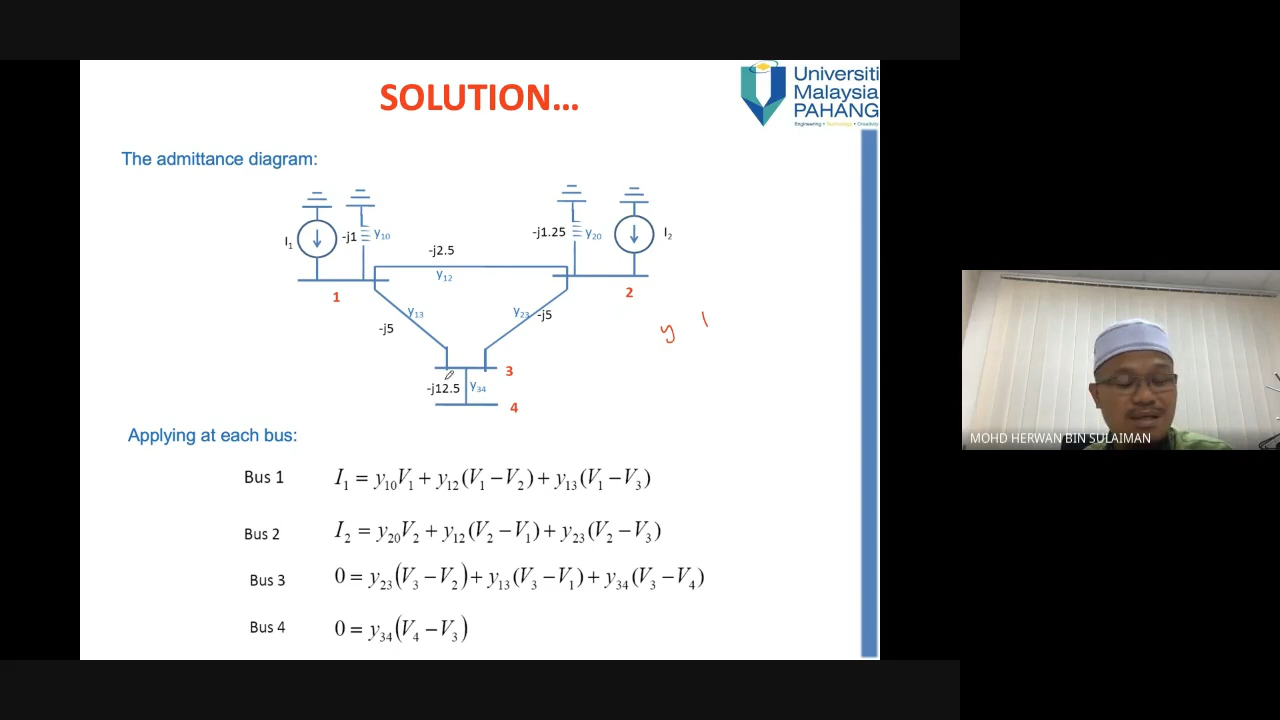 SOLUTION...
Universiti
Malaysia
PAHANG
Engineering • Technology • Creativity
The admittance diagram:
I₁
-j1
y₁₀
-j2.5
y₁₂
-j1.25
y₂₀
I₂
1
2
y₁₃
-j5
y₂₃
-j5
y
3
-j12.5
y₃₄
4
Applying at each bus:
Bus 1 I₁ = y₁₀V₁ + y₁₂(V₁ − V₂) + y₁₃(V₁ − V₃)
Bus 2 I₂ = y₂₀V₂ + y₁₂(V₂ − V₁) + y₂₃(V₂ − V₃)
Bus 3 0 = y₂₃(V₃ − V₂) + y₁₃(V₃ − V₁) + y₃₄(V₃ − V₄)
Bus 4 0 = y₃₄(V₄ − V₃)
MOHD HERWAN BIN SULAIMAN